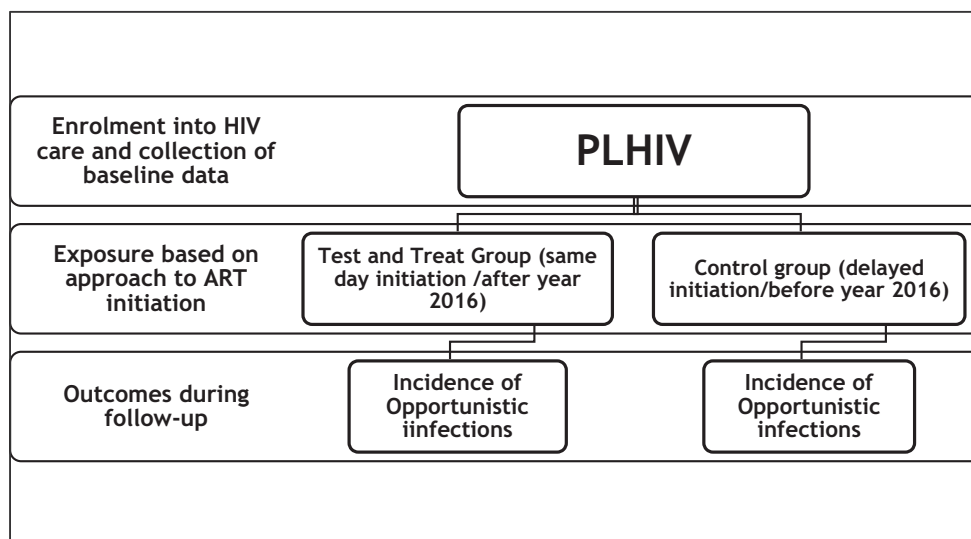 Enrolment into HIV
care and collection of
baseline data
PLHIV
Exposure based on
approach to ART
initiation
Test and Treat Group (same
day initiation /after year
2016)
Control group (delayed
initiation/before year 2016)
Outcomes during
follow-up
Incidence of
Opportunistic
iinfections
Incidence of
Opportunistic
infections